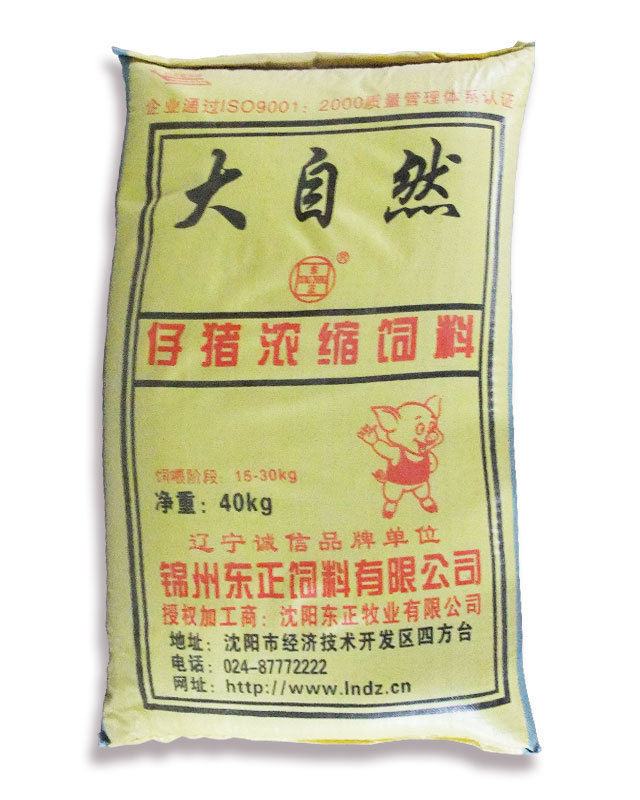 企业通过ISO9001：2000质量管理体系认证
大自然
®
仔猪浓缩饲料
饲喂阶段：15-30kg
净重：40kg
辽宁诚信品牌单位
锦州东正饲料有限公司
授权加工商：沈阳东正牧业有限公司
地址：沈阳市经济技术开发区四方台
电话：024-87772222
网址：http://www.lndz.cn